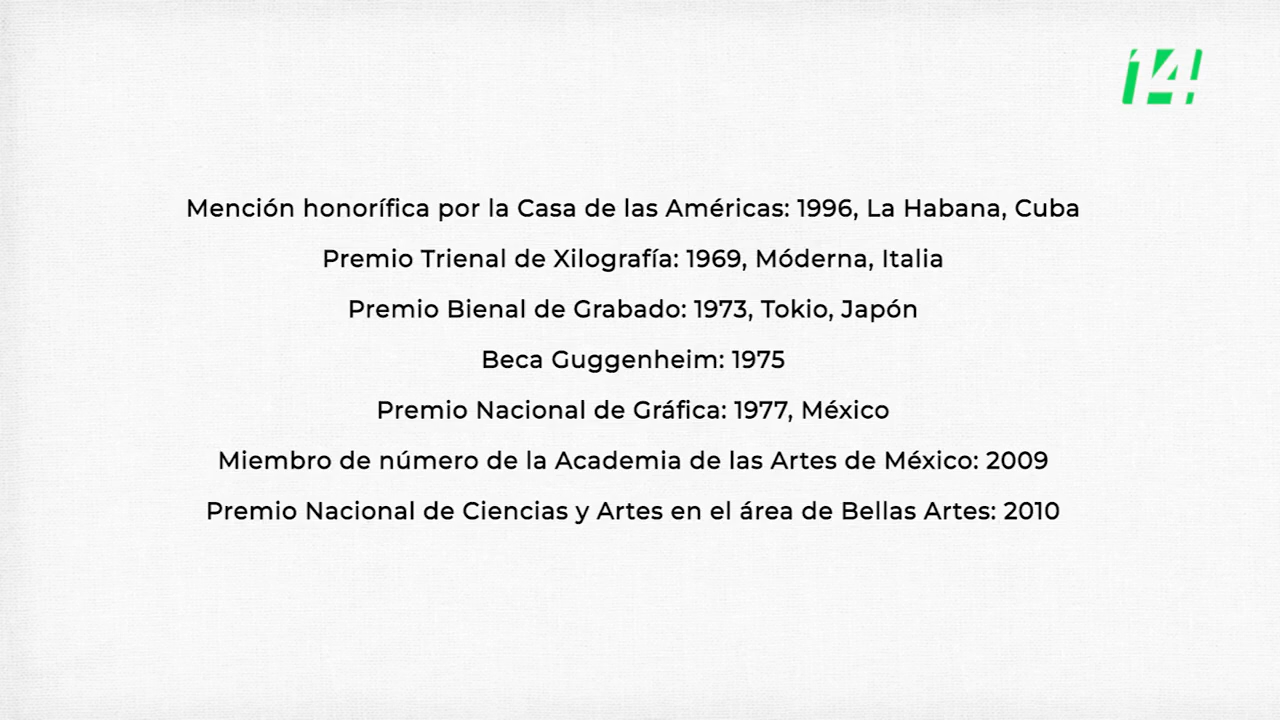 14!
Mención honorífica por la Casa de las Américas: 1996, La Habana, Cuba
Premio Trienal de Xilografía: 1969, Móderna, Italia
Premio Bienal de Grabado: 1973, Tokio, Japón
Beca Guggenheim: 1975
Premio Nacional de Gráfica: 1977, México
Miembro de número de la Academia de las Artes de México: 2009
Premio Nacional de Ciencias y Artes en el área de Bellas Artes: 2010